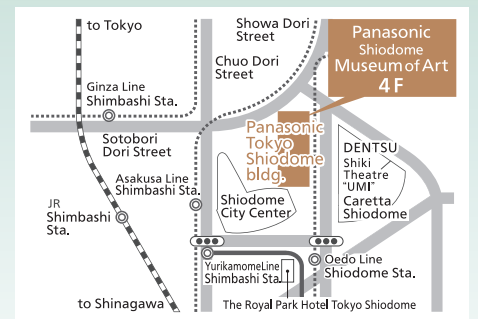 to Tokyo
Showa Dori
Street
Chuo Dori
Street
Panasonic
Shiodome
Museum of Art
4F
Ginza Line
Shimbashi Sta.
Sotobori
Dori Street
Panasonic
Tokyo
Shiodome
bldg.
DENTSU
Shiki
Theatre
"UMI"
Caretta
Shiodome
Asakusa Line
Shimbashi Sta.
Shiodome
City Center
JR
Shimbashi
Sta.
YurikamomeLine
Shimbashi Sta.
Oedo Line
Shiodome Sta.
to Shinagawa
The Royal Park Hotel Tokyo Shiodome